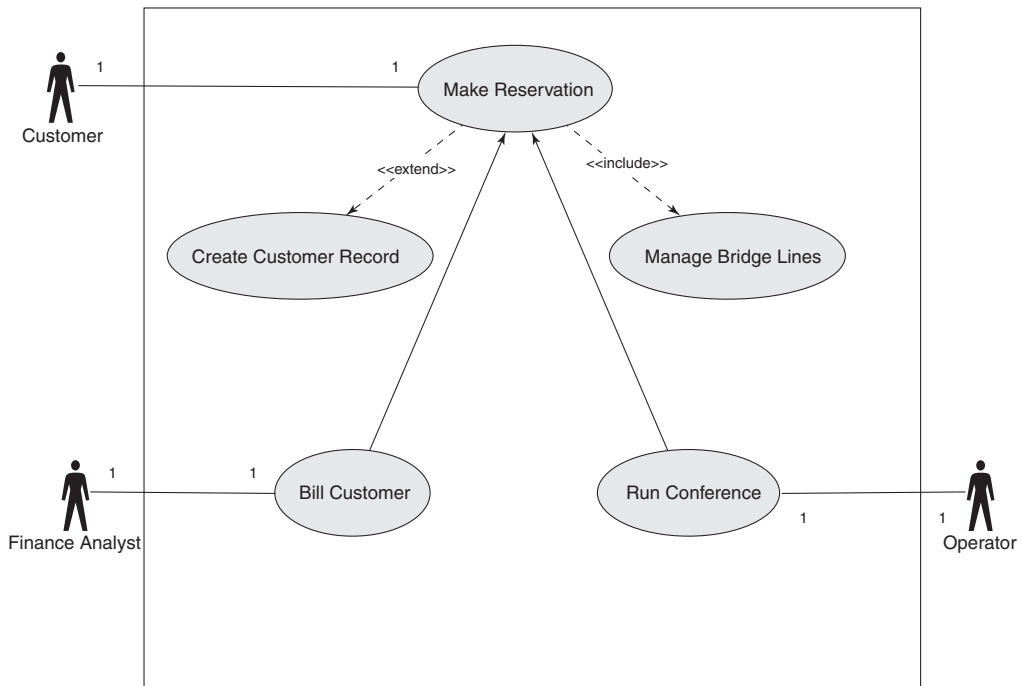 1
1
Make Reservation
Customer
<<extend>>
<<include>>
Create Customer Record
Manage Bridge Lines
1
1
Bill Customer
Run Conference
1
1
Finance Analyst
Operator